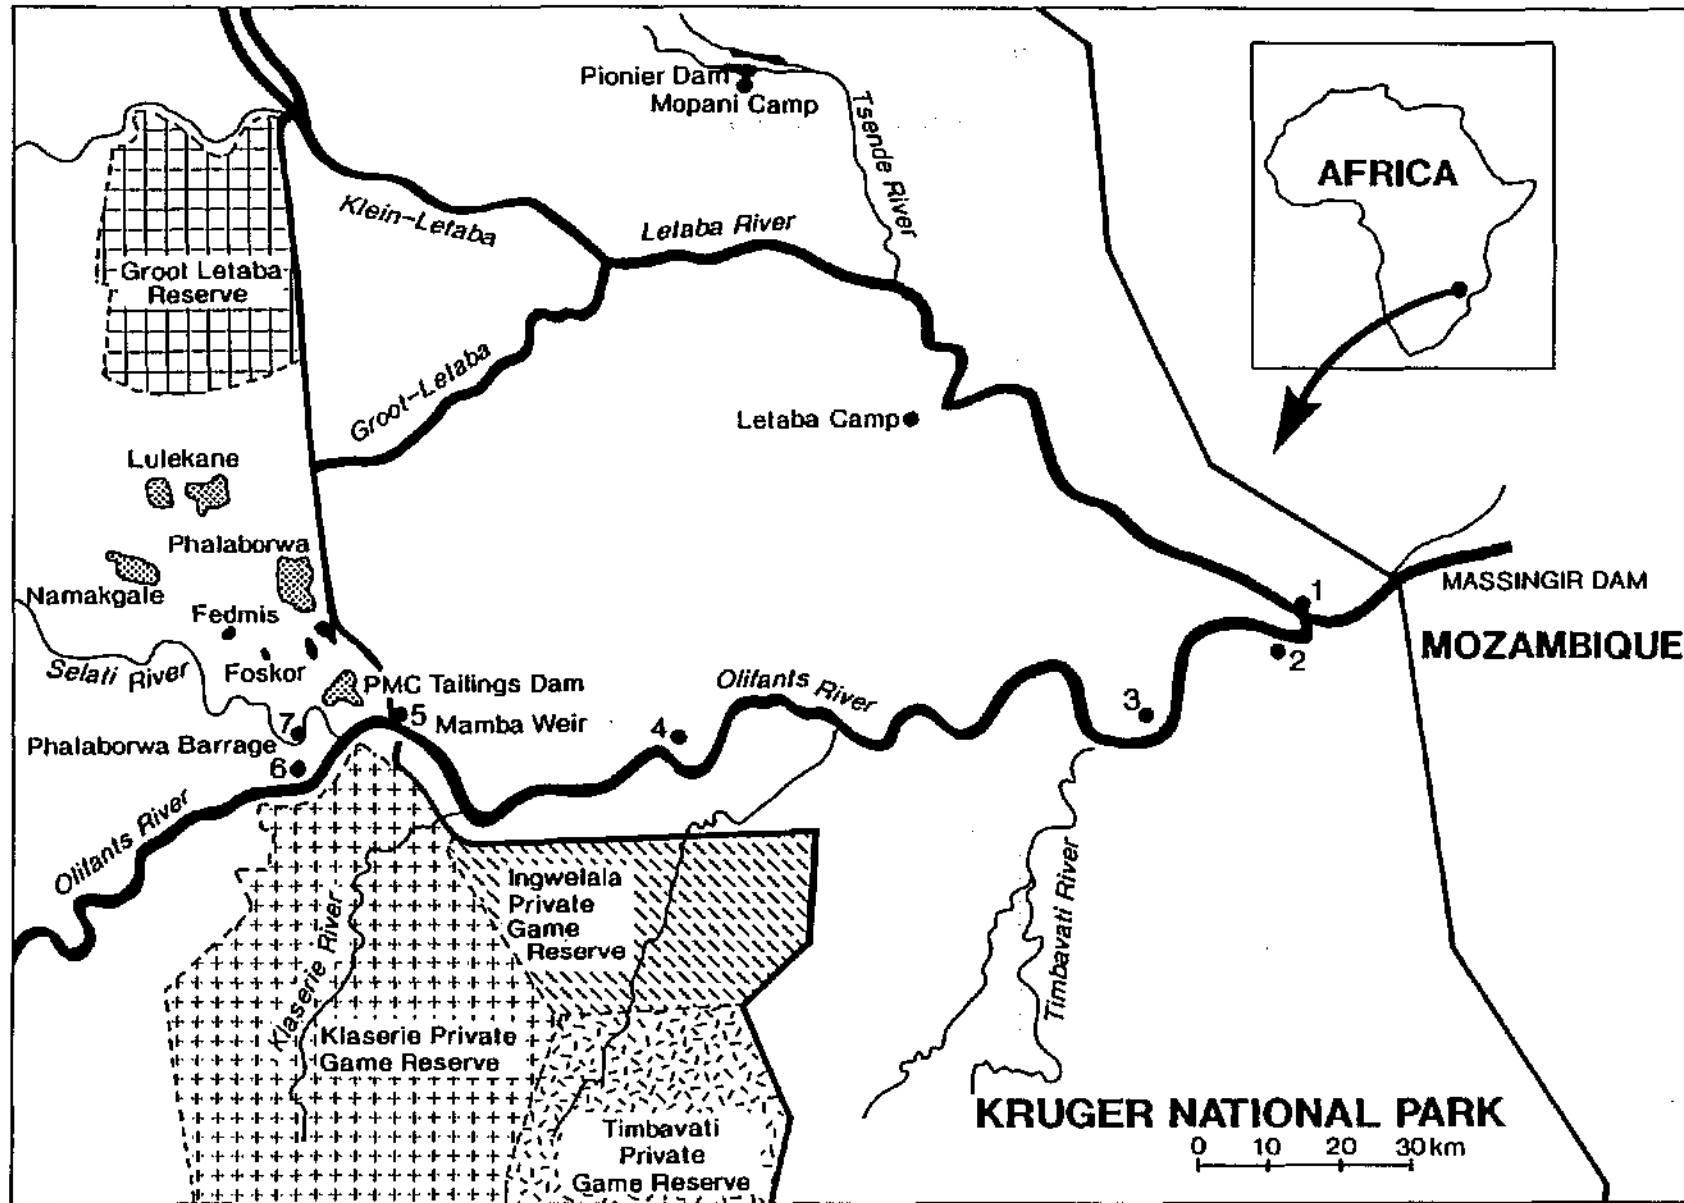 Pionier Dam
Mopani Camp
Tsende River
AFRICA
Klein-Letaba
Letaba River
Groot Letaba
Reserve
Groot-Letaba
Letaba Camp
Lulekane
Phalaborwa
Namakgale
Fedmis
Selati River
Foskor
PMC Tailings Dam
1
MASSINGIR DAM
MOZAMBIQUE
2
3
Olifants River
4
5
Mamba Weir
7
Phalaborwa Barrage
6
Olifants River
Ingwelala
Private
Game
Reserve
Klaserie River
Timbavati River
Klaserie Private
Game Reserve
KRUGER NATIONAL PARK
Timbavati
Private
Game Reserve
0 10 20 30 km